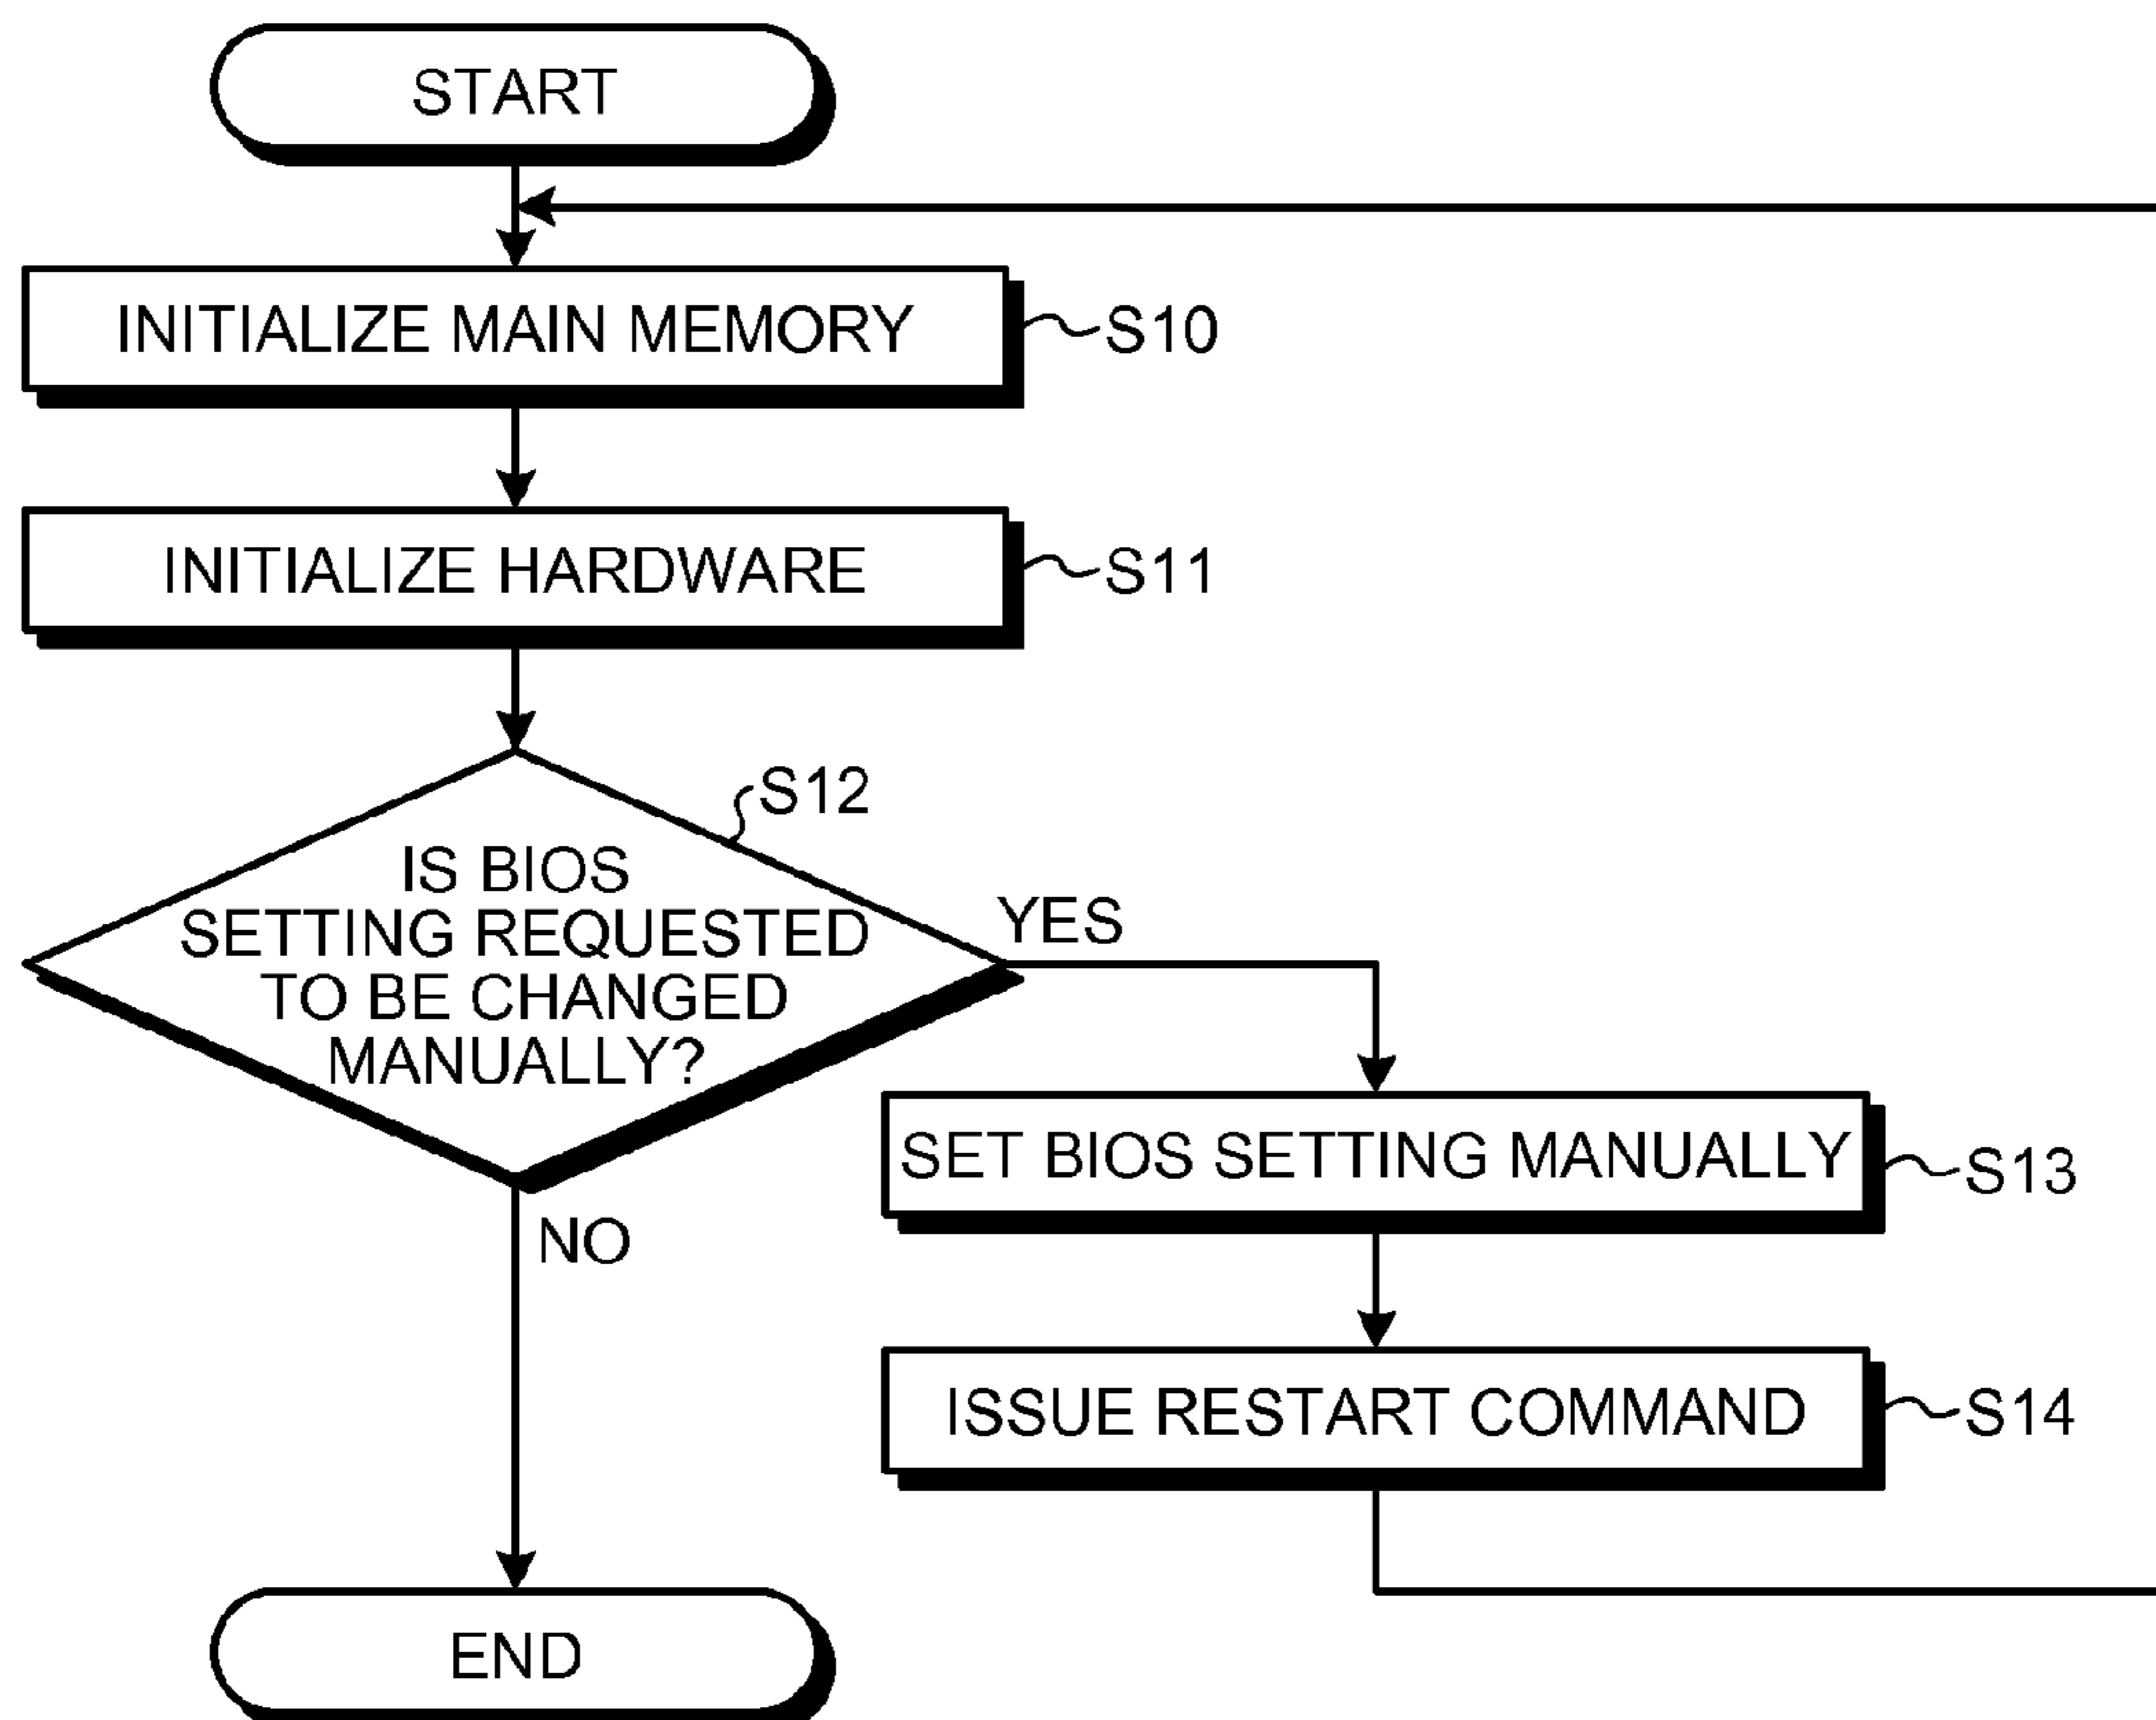 START
INITIALIZE MAIN MEMORY
S10
INITIALIZE HARDWARE
S11
S12
IS BIOS
SETTING REQUESTED
TO BE CHANGED
MANUALLY?
YES
NO
SET BIOS SETTING MANUALLY
S13
ISSUE RESTART COMMAND
S14
END